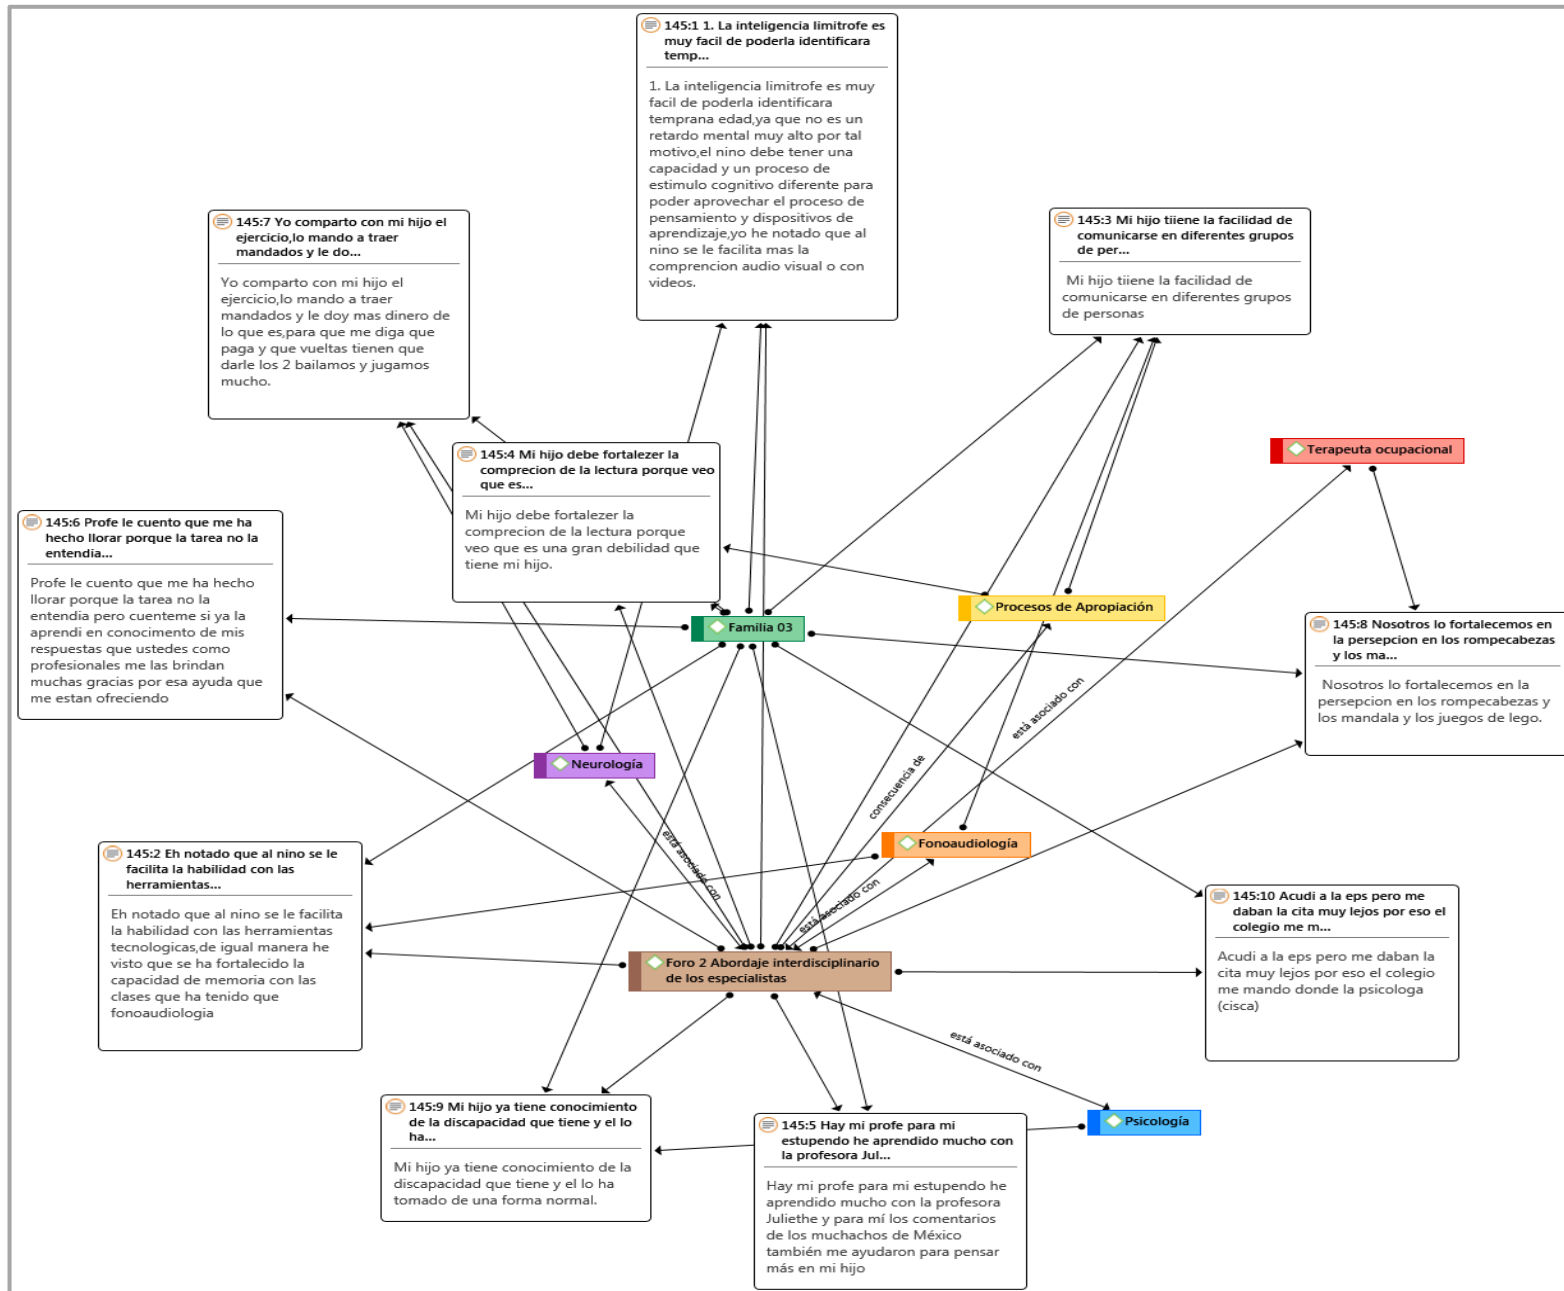 145:1 1. La inteligencia limitrofe es
muy facil de poderla identificara
temp...
1. La inteligencia limitrofe es muy
facil de poderla identificara
temprana edad,ya que no es un
retardo mental muy alto por tal
motivo,el nino debe tener una
capacidad y un proceso de
estimulo cognitivo diferente para
poder aprovechar el proceso de
pensamiento y dispositivos de
aprendizaje,yo he notado que al
nino se le facilita mas la
comprencion audio visual o con
videos.
145:7 Yo comparto con mi hijo el
ejercicio,lo mando a traer
mandados y le do...
Yo comparto con mi hijo el
ejercicio,lo mando a traer
mandados y le doy mas dinero de
lo que es,para que me diga que
paga y que vueltas tienen que
darle los 2 bailamos y jugamos
mucho.
145:3 Mi hijo tiiene la facilidad de
comunicarse en diferentes grupos
de per...
Mi hijo tiiene la facilidad de
comunicarse en diferentes grupos
de personas
145:4 Mi hijo debe fortalezer la
comprecion de la lectura porque veo
que es...
Mi hijo debe fortalezer la
comprecion de la lectura porque
veo que es una gran debilidad que
tiene mi hijo.
Terapeuta ocupacional
145:6 Profe le cuento que me ha
hecho llorar porque la tarea no la
entendia...
Profe le cuento que me ha hecho
llorar porque la tarea no la
entendia pero cuenteme si ya la
aprendi en conocimento de mis
respuestas que ustedes como
profesionales me las brindan
muchas gracias por esa ayuda que
me estan ofreciendo
Procesos de Apropiación
Familia 03
145:8 Nosotros lo fortalecemos en
la persepcion en los rompecabezas
y los ma...
Nosotros lo fortalecemos en la
persepcion en los rompecabezas y
los mandala y los juegos de lego.
está asociado con
Neurología
consecuencia de
Fonoaudiología
está asociado con
está asociado con
145:2 Eh notado que al nino se le
facilita la habilidad con las
herramientas...
Eh notado que al nino se le facilita
la habilidad con las herramientas
tecnologicas,de igual manera he
visto que se ha fortalecido la
capacidad de memoria con las
clases que ha tenido que
fonoaudiologia
Foro 2 Abordaje interdisciplinario
de los especialistas
145:10 Acudi a la eps pero me
daban la cita muy lejos por eso el
colegio me m...
Acudi a la eps pero me daban la
cita muy lejos por eso el colegio
me mando donde la psicologa
(cisca)
está asociado con
145:9 Mi hijo ya tiene conocimiento
de la discapacidad que tiene y el lo
ha...
Mi hijo ya tiene conocimiento de la
discapacidad que tiene y el lo ha
tomado de una forma normal.
145:5 Hay mi profe para mi
estupendo he aprendido mucho con
la profesora Jul...
Hay mi profe para mi estupendo he
aprendido mucho con la profesora
Juliethe y para mí los comentarios
de los muchachos de México
también me ayudaron para pensar
más en mi hijo
Psicología